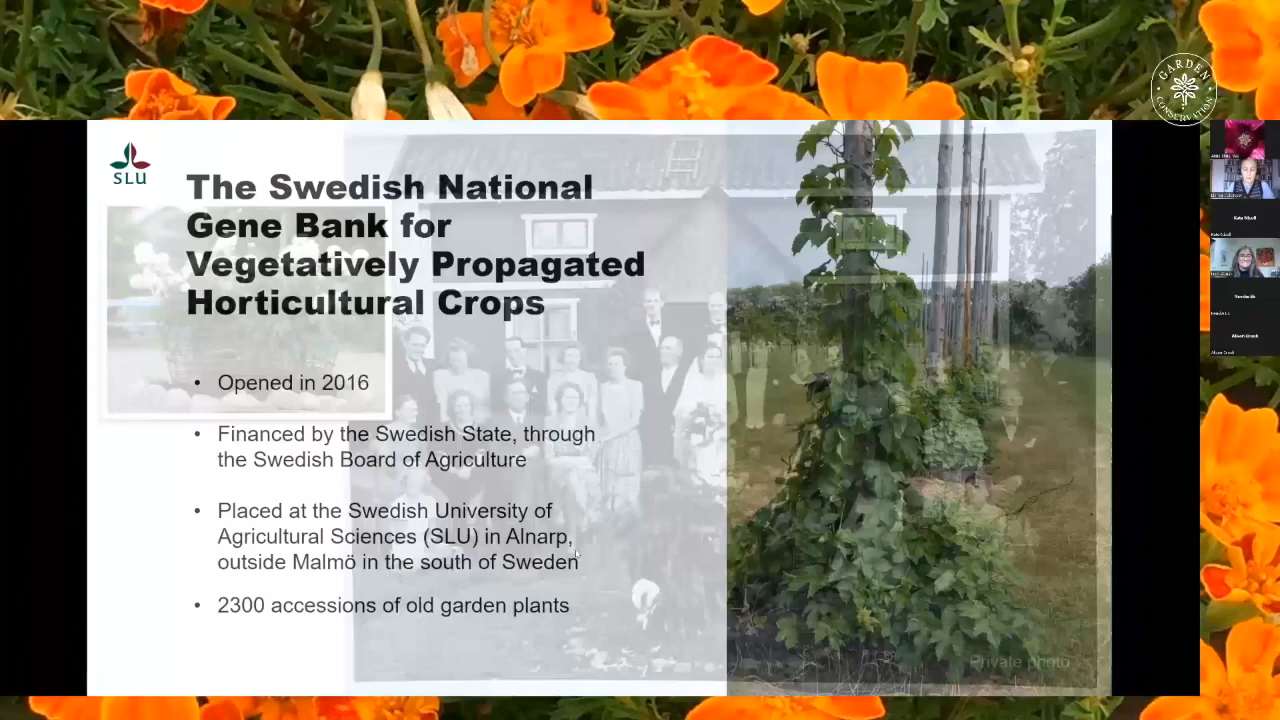 GARDEN
CONSERVATION
SLU
The Swedish National
Gene Bank for
Vegetatively Propagated
Horticultural Crops
• Opened in 2016
• Financed by the Swedish State, through
the Swedish Board of Agriculture
• Placed at the Swedish University of
Agricultural Sciences (SLU) in Alnarp,
outside Malmö in the south of Sweden
• 2300 accessions of old garden plants
Private photo